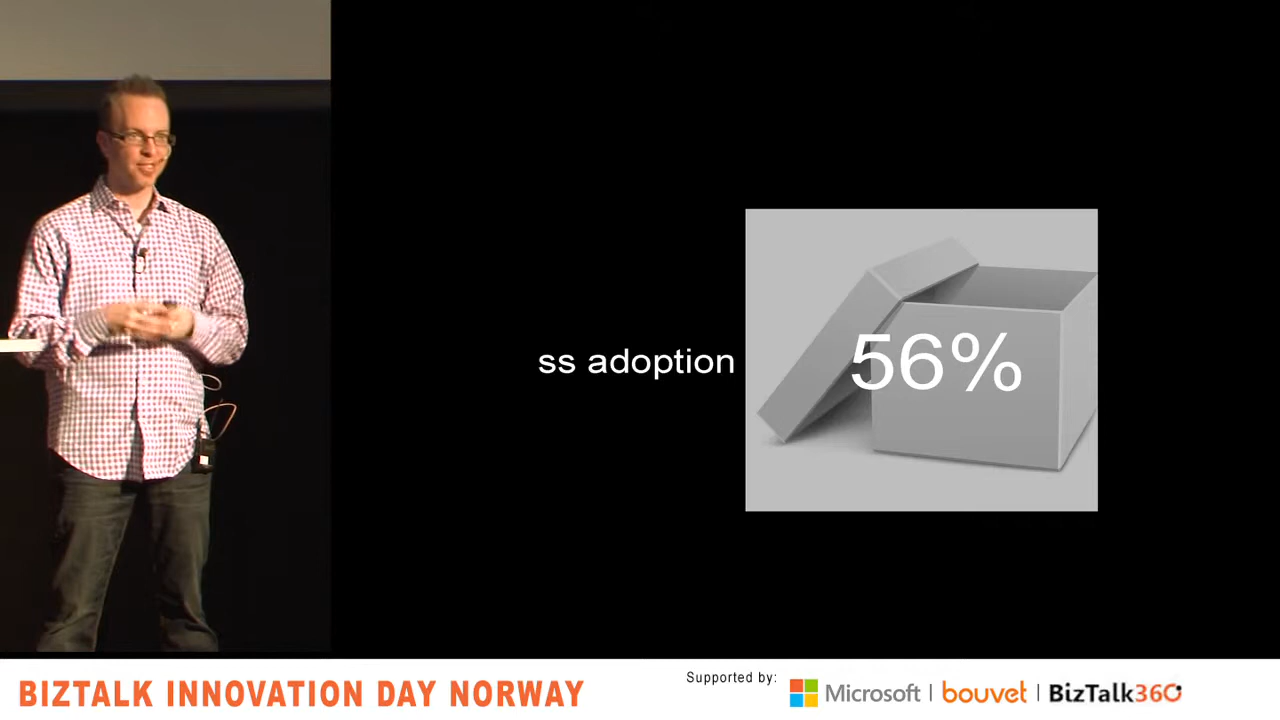 ss adoption
56%
BIZTALK INNOVATION DAY NORWAY
Supported by:
Microsoft
bouvet
BizTalk360